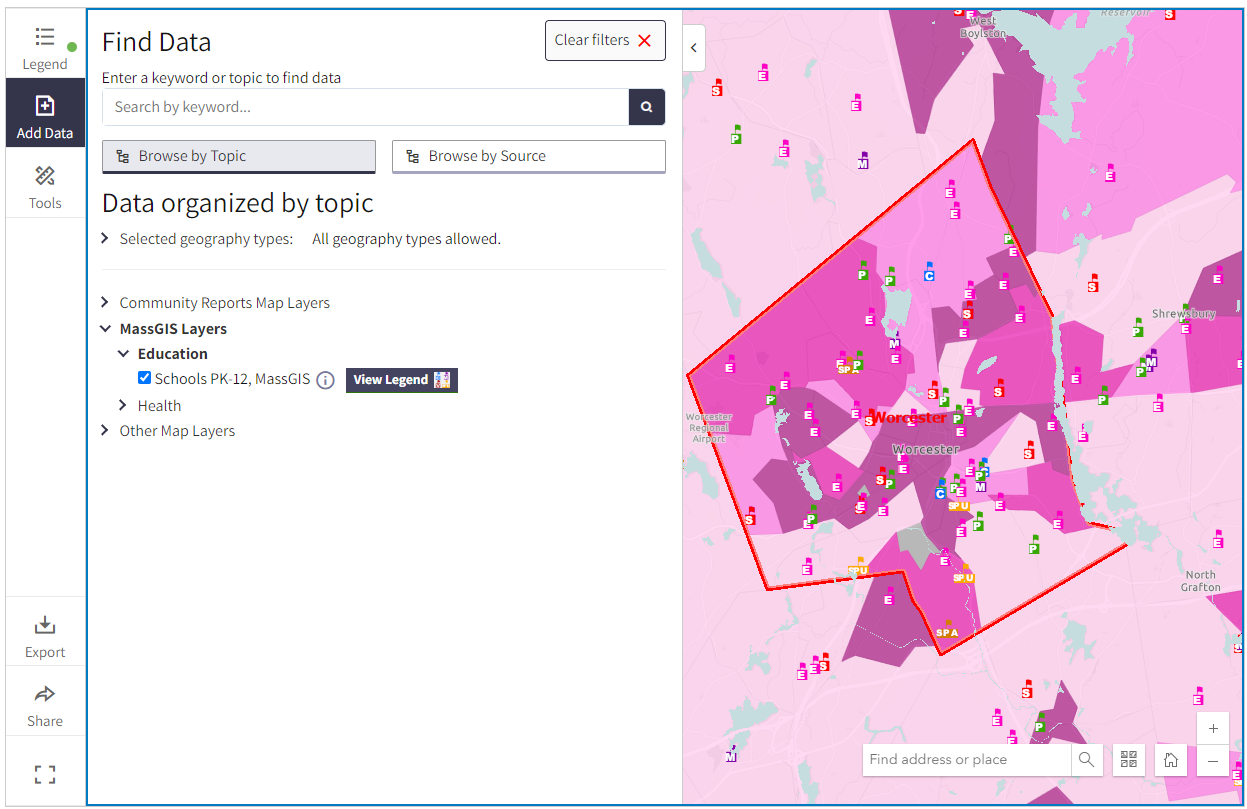 Legend
Add Data
Tools
Export
Share
Find Data
Clear filters
Enter a keyword or topic to find data
Search by keyword...
Browse by Topic
Browse by Source
Data organized by topic
Selected geography types: All geography types allowed.
Community Reports Map Layers
MassGIS Layers
Education
Schools PK-12, MassGIS
View Legend
Health
Other Map Layers
West
Boylston
Reservoir
Shrewsbury
Worcester
Regional
Airport
Worcester
Worcester
North
Grafton
Find address or place